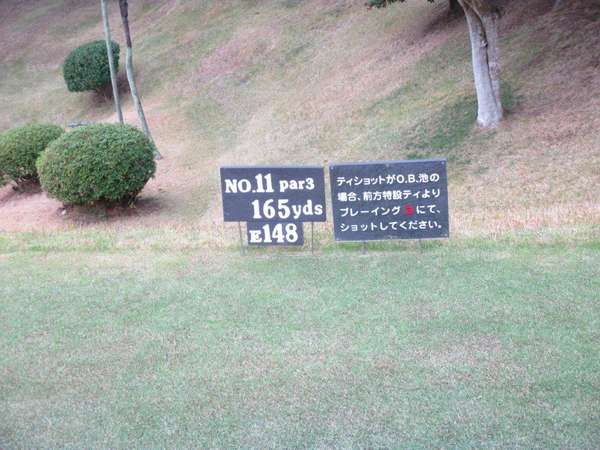 NO.11 par3
165yds
E148
ティショットがO.B、池の
場合、前方特設ティより
プレーイング にて、
ショットしてください。